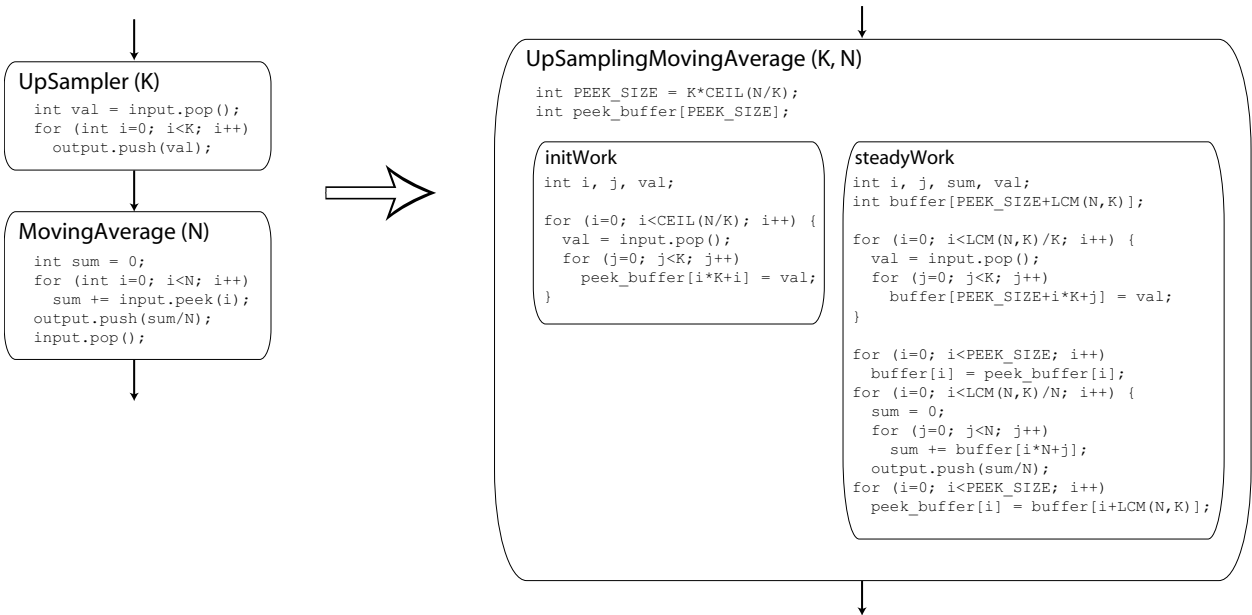 UpSampler (K)
int val = input.pop();
for (int i=0; i<K; i++)
output.push(val);
MovingAverage (N)
int sum = 0;
for (int i=0; i<N; i++)
sum += input.peek(i);
output.push(sum/N);
input.pop();
UpSamplingMovingAverage (K, N)
int PEEK_SIZE = K*CEIL(N/K);
int peek_buffer[PEEK_SIZE];
initWork
int i, j, val;
for (i=0; i<CEIL(N/K); i++) {
val = input.pop();
for (j=0; j<K; j++)
peek_buffer[i*K+i] = val;
}
steadyWork
int i, j, sum, val;
int buffer[PEEK_SIZE+LCM(N,K)];
for (i=0; i<LCM(N,K)/K; i++) {
val = input.pop();
for (j=0; j<K; j++)
buffer[PEEK_SIZE+i*K+j] = val;
}
for (i=0; i<PEEK_SIZE; i++)
buffer[i] = peek_buffer[i];
for (i=0; i<LCM(N,K)/N; i++) {
sum = 0;
for (j=0; j<N; j++)
sum += buffer[i*N+j];
output.push(sum/N);
for (i=0; i<PEEK_SIZE; i++)
peek_buffer[i] = buffer[i+LCM(N,K)];